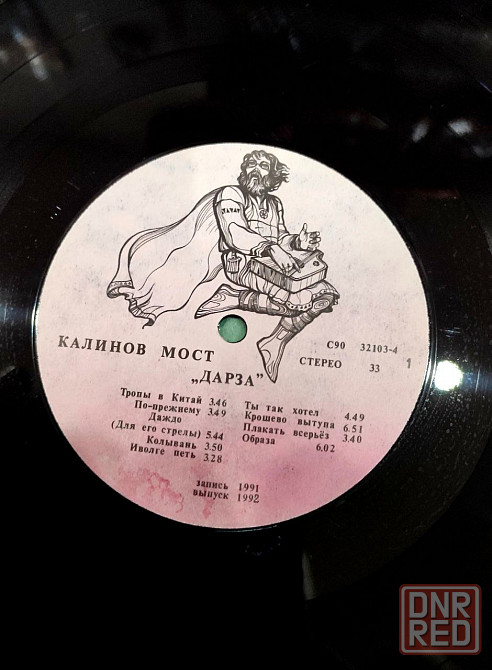 КАЛИНОВ МОСТ
„ДАРЗА”
С90 32103-4
СТЕРЕО 33 1
Тропы в Китай 3.46
По-прежнему 3.49
Даждо
(Для его стрелы) 5.44
Колывань 3.50
Иволге петь 3.28
Ты так хотел 4.49
Крошево вытупа 6.51
Плакать всерьёз 3.40
Образа 6.02
запись 1991
выпуск 1992
DNR
RED